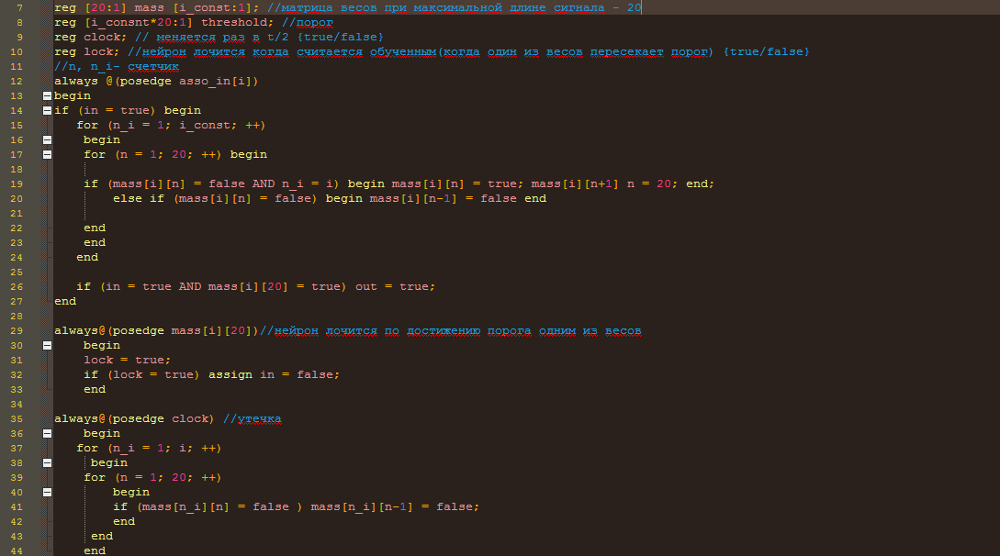 7 reg [20:1] mass [i_const:1]; //матрица весов при максимальной длине сигнала - 20
8 reg [i_consnt*20:1] threshold; //порог
9 reg clock; // меняется раз в t/2 {true/false}
10 reg lock; //нейрон лочится когда считается обученным(когда один из весов пересекает порог) {true/false}
11 //n, n_i- счетчик
12 always @(posedge asso_in[i])
13 begin
14 if (in = true) begin
15 for (n_i = 1; i_const; ++)
16 begin
17 for (n = 1; 20; ++) begin
18
19 if (mass[i][n] = false AND n_i = i) begin mass[i][n] = true; mass[i][n+1] n = 20; end;
20 else if (mass[i][n] = false) begin mass[i][n-1] = false end
21
22 end
23 end
24 end
25
26 if (in = true AND mass[i][20] = true) out = true;
27 end
28
29 always@(posedge mass[i][20])//нейрон лочится по достижению порога одним из весов
30 begin
31 lock = true;
32 if (lock = true) assign in = false;
33 end
34
35 always@(posedge clock) //утечка
36 begin
37 for (n_i = 1; i; ++)
38 begin
39 for (n = 1; 20; ++)
40 begin
41 if (mass[n_i][n] = false ) mass[n_i][n-1] = false;
42 end
43 end
44 end